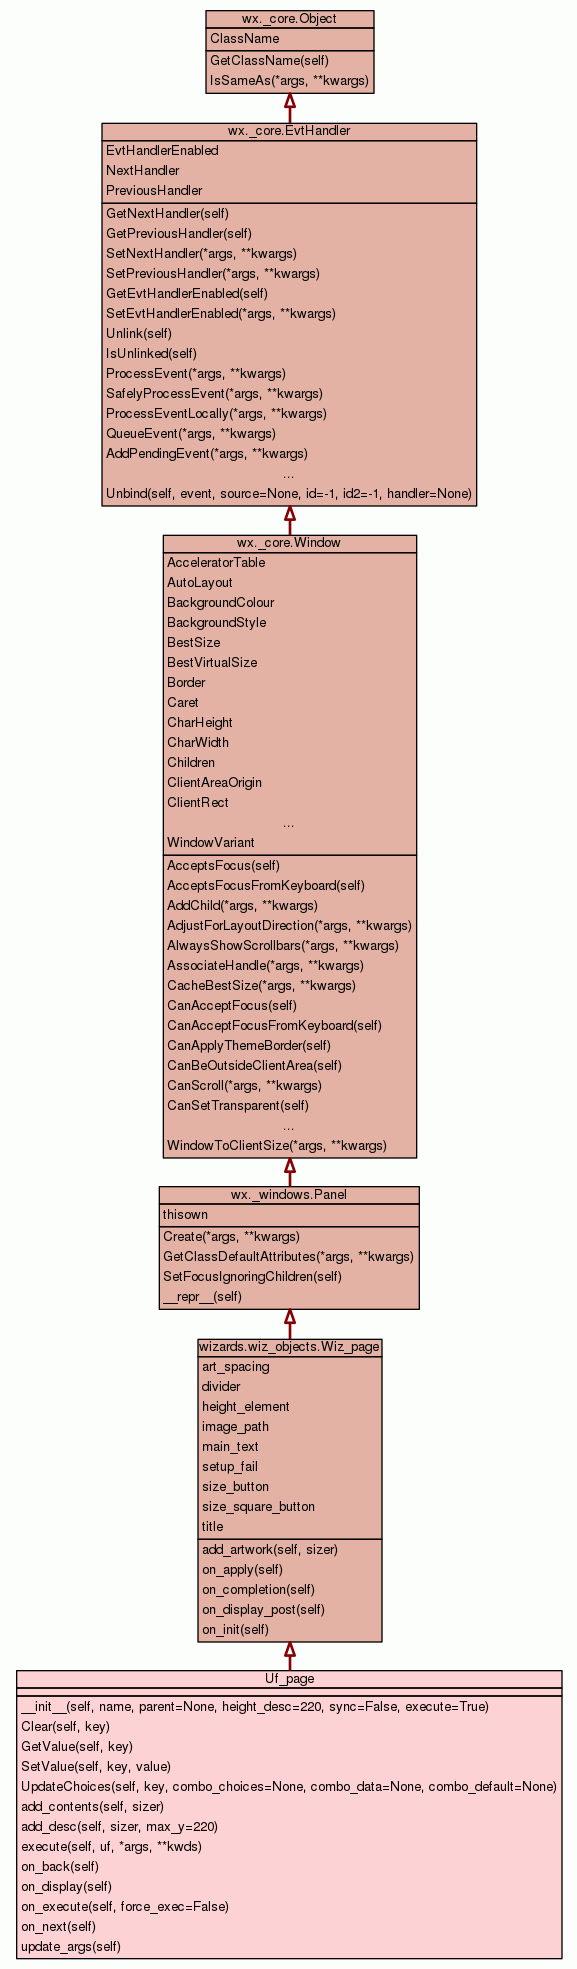 wx._core.Object
ClassName
GetClassName(self)
IsSameAs(*args, **kwargs)
wx._core.EvtHandler
EvtHandlerEnabled
NextHandler
PreviousHandler
GetNextHandler(self)
GetPreviousHandler(self)
SetNextHandler(*args, **kwargs)
SetPreviousHandler(*args, **kwargs)
GetEvtHandlerEnabled(self)
SetEvtHandlerEnabled(*args, **kwargs)
Unlink(self)
IsUnlinked(self)
ProcessEvent(*args, **kwargs)
SafelyProcessEvent(*args, **kwargs)
ProcessEventLocally(*args, **kwargs)
QueueEvent(*args, **kwargs)
AddPendingEvent(*args, **kwargs)
...
Unbind(self, event, source=None, id=-1, id2=-1, handler=None)
wx._core.Window
AcceleratorTable
AutoLayout
BackgroundColour
BackgroundStyle
BestSize
BestVirtualSize
Border
Caret
CharHeight
CharWidth
Children
ClientAreaOrigin
ClientRect
...
WindowVariant
AcceptsFocus(self)
AcceptsFocusFromKeyboard(self)
AddChild(*args, **kwargs)
AdjustForLayoutDirection(*args, **kwargs)
AlwaysShowScrollbars(*args, **kwargs)
AssociateHandle(*args, **kwargs)
CacheBestSize(*args, **kwargs)
CanAcceptFocus(self)
CanAcceptFocusFromKeyboard(self)
CanApplyThemeBorder(self)
CanBeOutsideClientArea(self)
CanScroll(*args, **kwargs)
CanSetTransparent(self)
...
WindowToClientSize(*args, **kwargs)
wx._windows.Panel
thisown
Create(*args, **kwargs)
GetClassDefaultAttributes(*args, **kwargs)
SetFocusIgnoringChildren(self)
__repr__(self)
wizards.wiz_objects.Wiz_page
art_spacing
divider
height_element
image_path
main_text
setup_fail
size_button
size_square_button
title
add_artwork(self, sizer)
on_apply(self)
on_completion(self)
on_display_post(self)
on_init(self)
Uf_page
__init__(self, name, parent=None, height_desc=220, sync=False, execute=True)
Clear(self, key)
GetValue(self, key)
SetValue(self, key, value)
UpdateChoices(self, key, combo_choices=None, combo_data=None, combo_default=None)
add_contents(self, sizer)
add_desc(self, sizer, max_y=220)
execute(self, uf, *args, **kwds)
on_back(self)
on_display(self)
on_execute(self, force_exec=False)
on_next(self)
update_args(self)